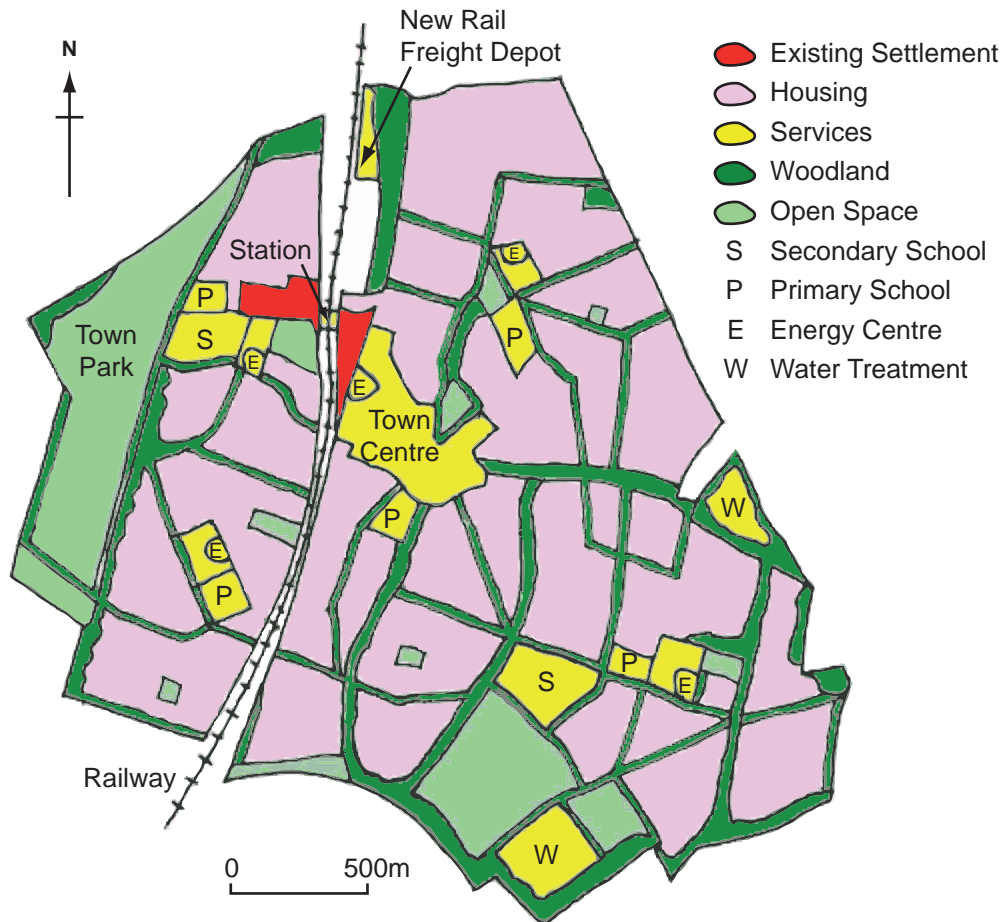 New Rail
Freight Depot
N
Existing Settlement
Housing
Services
Woodland
Open Space
S Secondary School
P Primary School
E Energy Centre
W Water Treatment
Station
E
P
Town
Park
S
P
E
E
Town
Centre
W
P
E
P
P
S
E
Railway
W
0 500m